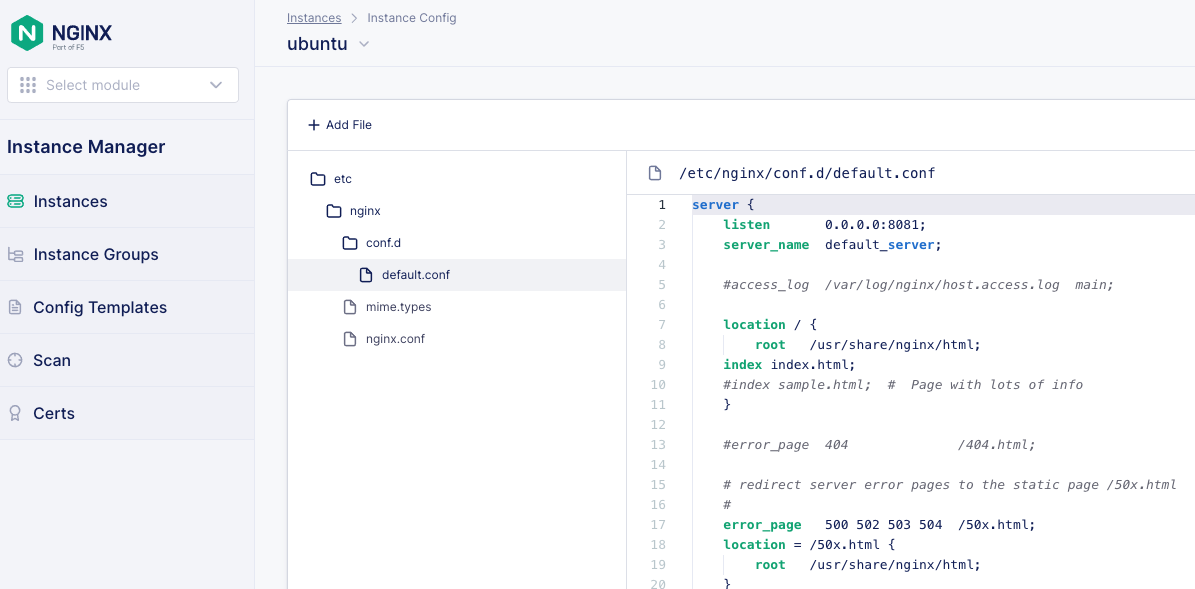 NGINX
Part of F5
Select module
Instance Manager
Instances
Instance Groups
Config Templates
Scan
Certs
Instances > Instance Config
ubuntu
+ Add File
etc
nginx
conf.d
default.conf
mime.types
nginx.conf
/etc/nginx/conf.d/default.conf
1 server {
2     listen       0.0.0.0:8081;
3     server_name  default_server;
4
5     #access_log  /var/log/nginx/host.access.log  main;
6
7     location / {
8         root   /usr/share/nginx/html;
9     index index.html;
10     #index sample.html;  #  Page with lots of info
11     }
12
13     #error_page  404              /404.html;
14
15     # redirect server error pages to the static page /50x.html
16     #
17     error_page   500 502 503 504  /50x.html;
18     location = /50x.html {
19         root   /usr/share/nginx/html;
20     }